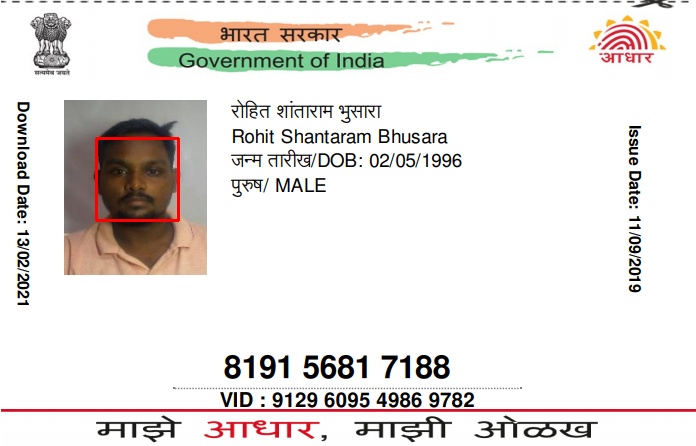 सत्यमेव जयते
भारत सरकार
Government of India
आधार
Download Date: 13/02/2021
रोहित शांताराम भुसारा
Rohit Shantaram Bhusara
जन्म तारीख/DOB: 02/05/1996
पुरुष/ MALE
Issue Date: 11/09/2019
8191 5681 7188
VID : 9129 6095 4986 9782
माझे आधार, माझी ओळख